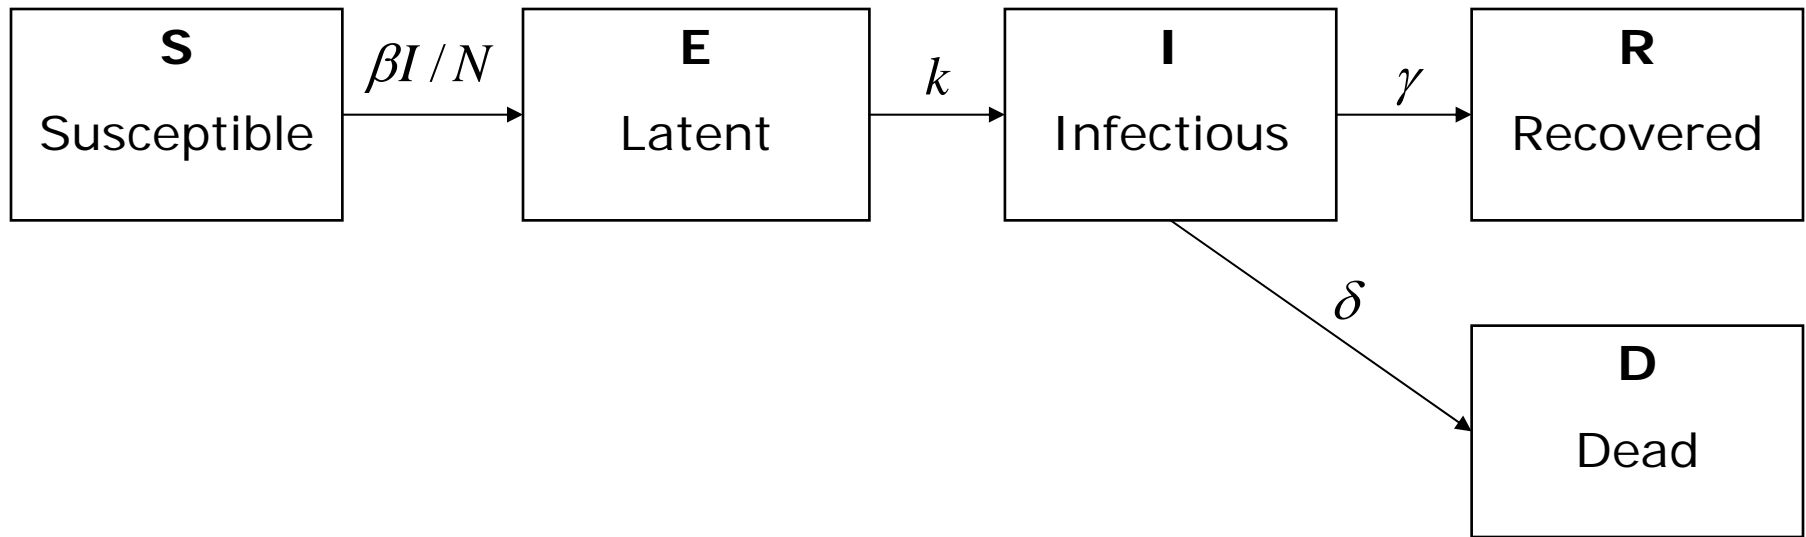 S
Susceptible
βI / N
E
Latent
k
I
Infectious
γ
R
Recovered
δ
D
Dead